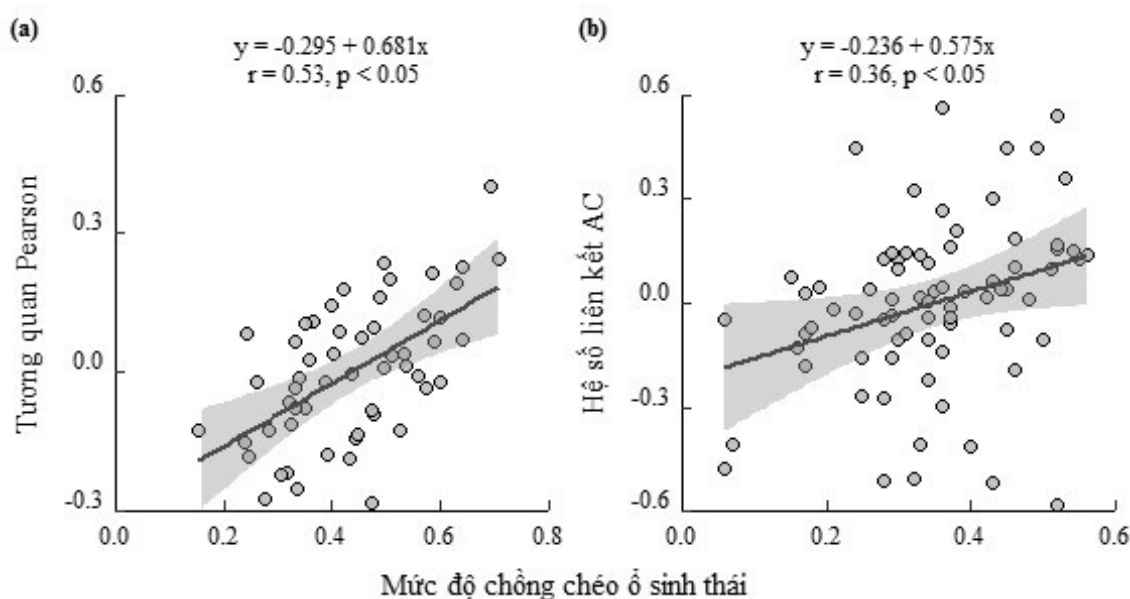 (a)
y = -0.295 + 0.681x
r = 0.53, p < 0.05
Tương quan Pearson
0.6
0.3
0.0
-0.3
0.0 0.2 0.4 0.6 0.8
(b)
y = -0.236 + 0.575x
r = 0.36, p < 0.05
Hệ số liên kết AC
0.6
0.3
0.0
-0.3
-0.6
0.0 0.2 0.4 0.6
Mức độ chồng chéo ổ sinh thái